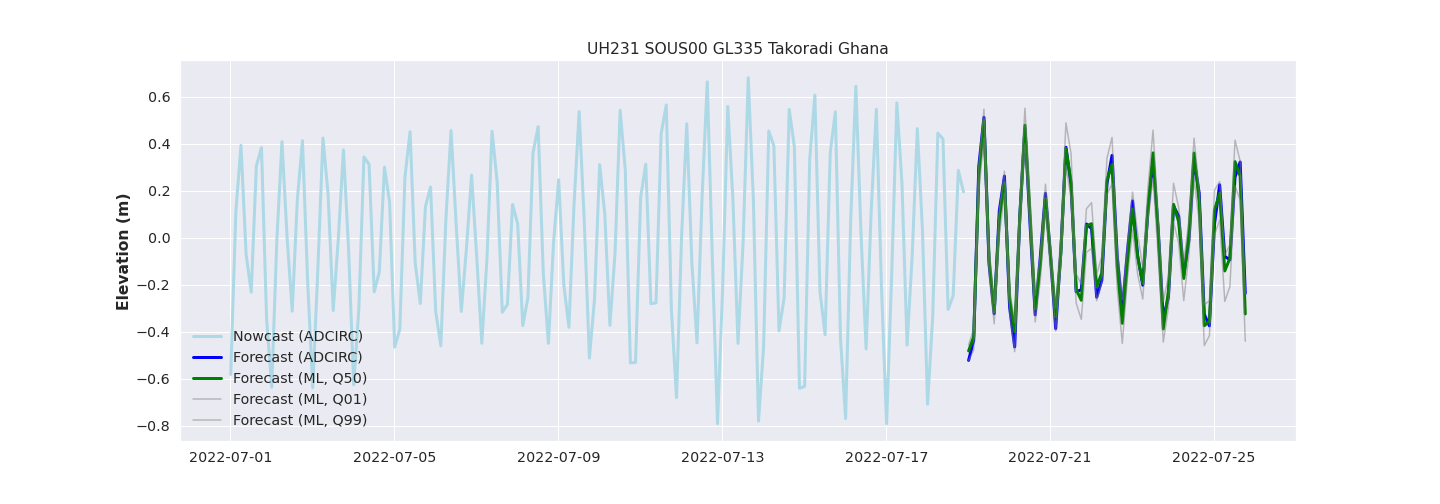 UH231 SOUS00 GL335 Takoradi Ghana
Elevation (m)
0.6
0.4
0.2
0.0
−0.2
−0.4
−0.6
−0.8
Nowcast (ADCIRC)
Forecast (ADCIRC)
Forecast (ML, Q50)
Forecast (ML, Q01)
Forecast (ML, Q99)
2022-07-01 2022-07-05 2022-07-09 2022-07-13 2022-07-17 2022-07-21 2022-07-25